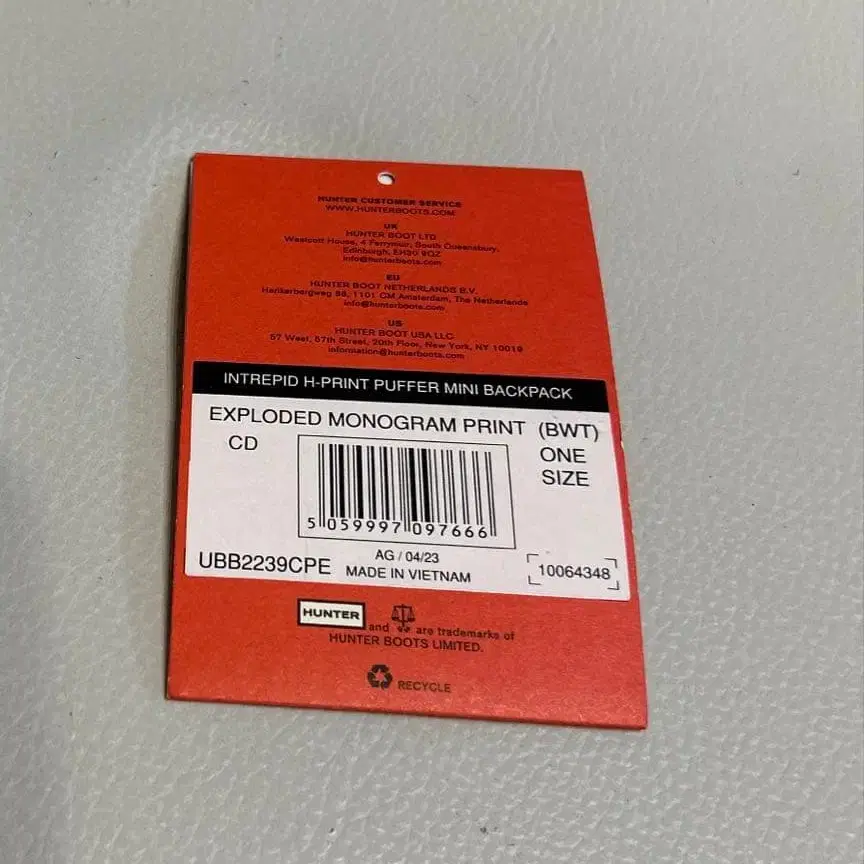 HUNTER CUSTOMER SERVICE
WWW.HUNTERBOOTS.COM
UK
HUNTER BOOT LTD
Westcott House, 4 Ferrymuir, South Queensbury,
Edinburgh, EH30 9QZ
info@hunterboots.com
EU
HUNTER BOOT NETHERLANDS B.V.
Herikerbergweg 88, 1101 CM Amsterdam, The Netherlands
info@hunterboots.com
US
HUNTER BOOT USA LLC
57 West, 57th Street, 20th Floor, New York, NY 10019
information@hunterboots.com
INTREPID H-PRINT PUFFER MINI BACKPACK
EXPLODED MONOGRAM PRINT (BWT)
CD
ONE
SIZE
5 059997 097666
AG / 04/23
UBB2239CPE MADE IN VIETNAM
10064348
HUNTER and are trademarks of
HUNTER BOOTS LIMITED.
RECYCLE